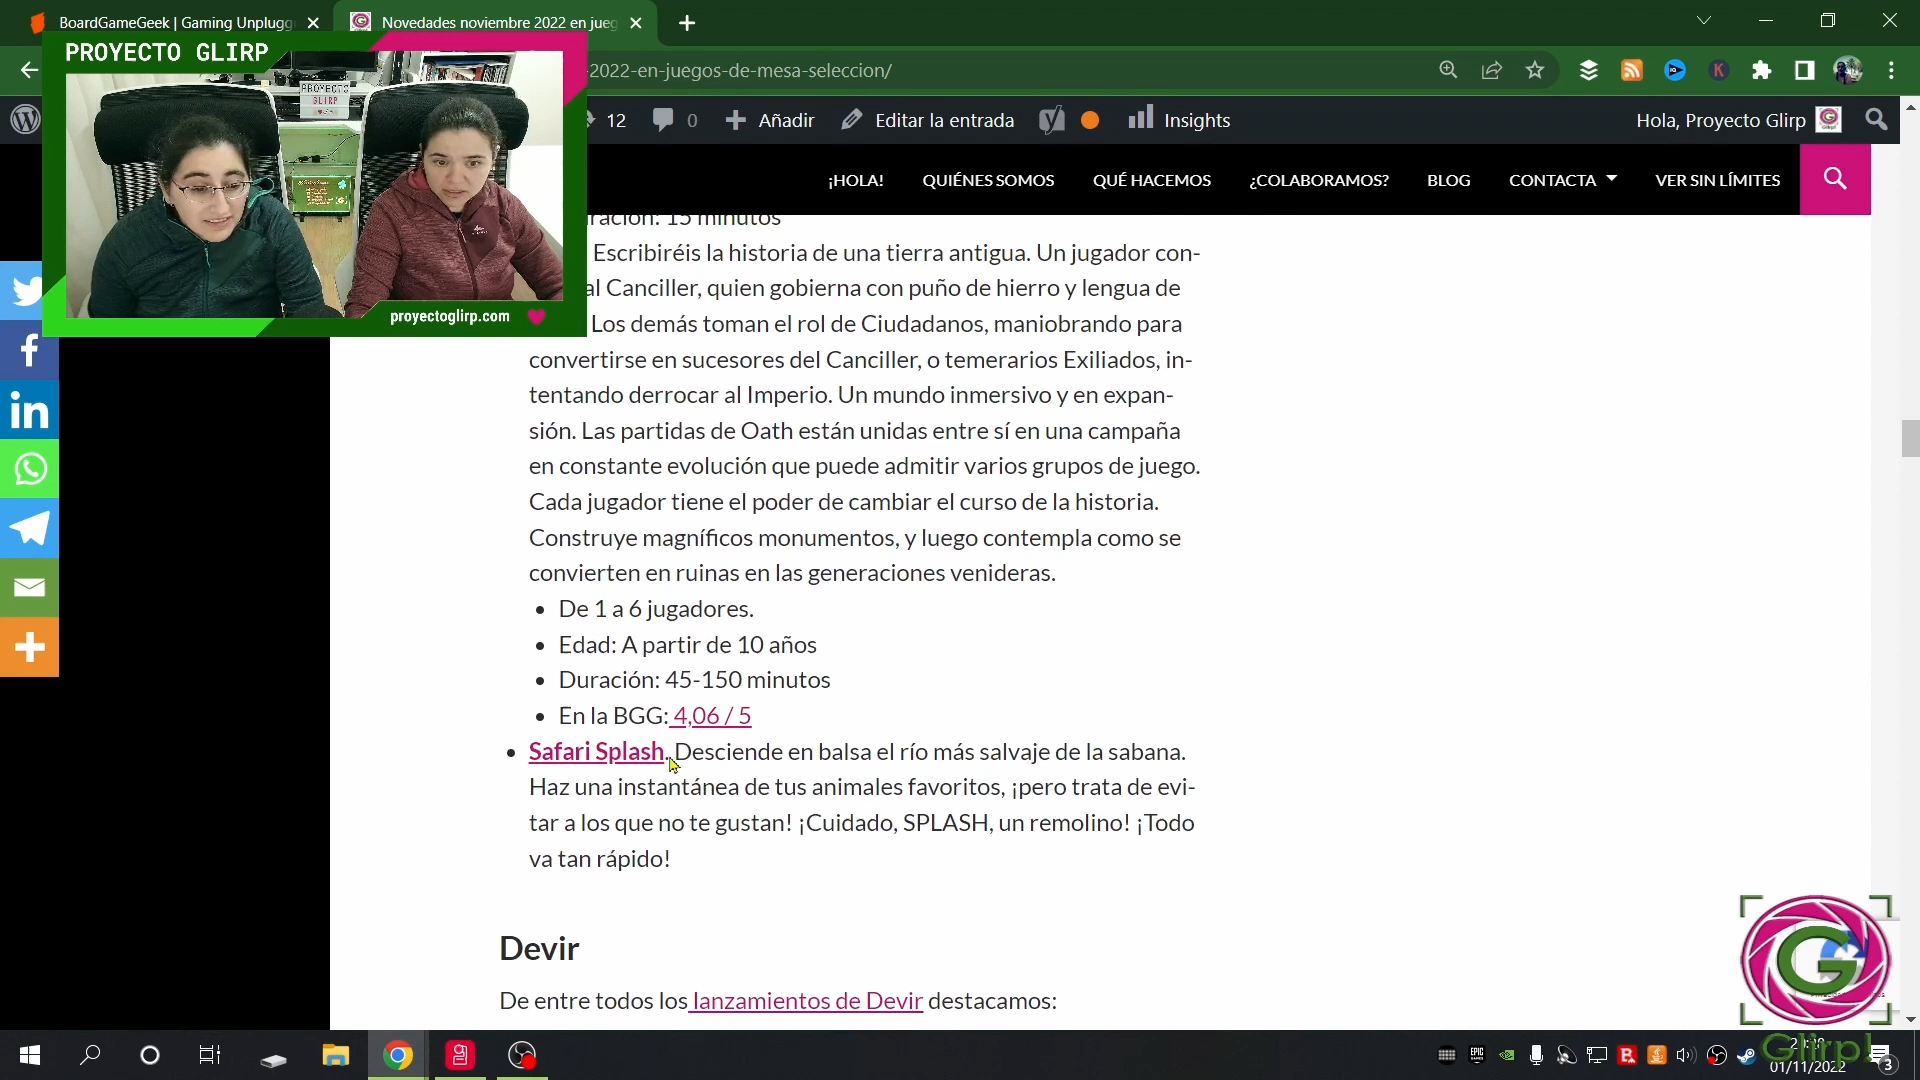 BoardGameGeek | Gaming Unplugg
Novedades noviembre 2022 en jueg
PROYECTO GLIRP
2022-en-juegos-de-mesa-seleccion/
12
0
Añadir
Editar la entrada
Insights
Hola, Proyecto Glirp
PROYECTO
GLIRP
¡HOLA!
QUIÉNES SOMOS
QUÉ HACEMOS
¿COLABORAMOS?
BLOG
CONTACTA
VER SIN LÍMITES
proyectoglirp.com
ración: 15 minutos
Escribiréis la historia de una tierra antigua. Un jugador con-
al Canciller, quien gobierna con puño de hierro y lengua de
Los demás toman el rol de Ciudadanos, maniobrando para
convertirse en sucesores del Canciller, o temerarios Exiliados, in-
tentando derrocar al Imperio. Un mundo inmersivo y en expan-
sión. Las partidas de Oath están unidas entre sí en una campaña
en constante evolución que puede admitir varios grupos de juego.
Cada jugador tiene el poder de cambiar el curso de la historia.
Construye magníficos monumentos, y luego contempla como se
convierten en ruinas en las generaciones venideras.
De 1 a 6 jugadores.
Edad: A partir de 10 años
Duración: 45-150 minutos
En la BGG: 4,06 / 5
Safari Splash. Desciende en balsa el río más salvaje de la sabana.
Haz una instantánea de tus animales favoritos, ¡pero trata de evi-
tar a los que no te gustan! ¡Cuidado, SPLASH, un remolino! ¡Todo
va tan rápido!
Devir
De entre todos los lanzamientos de Devir destacamos:
G
Glirp!
01/11/2022
3